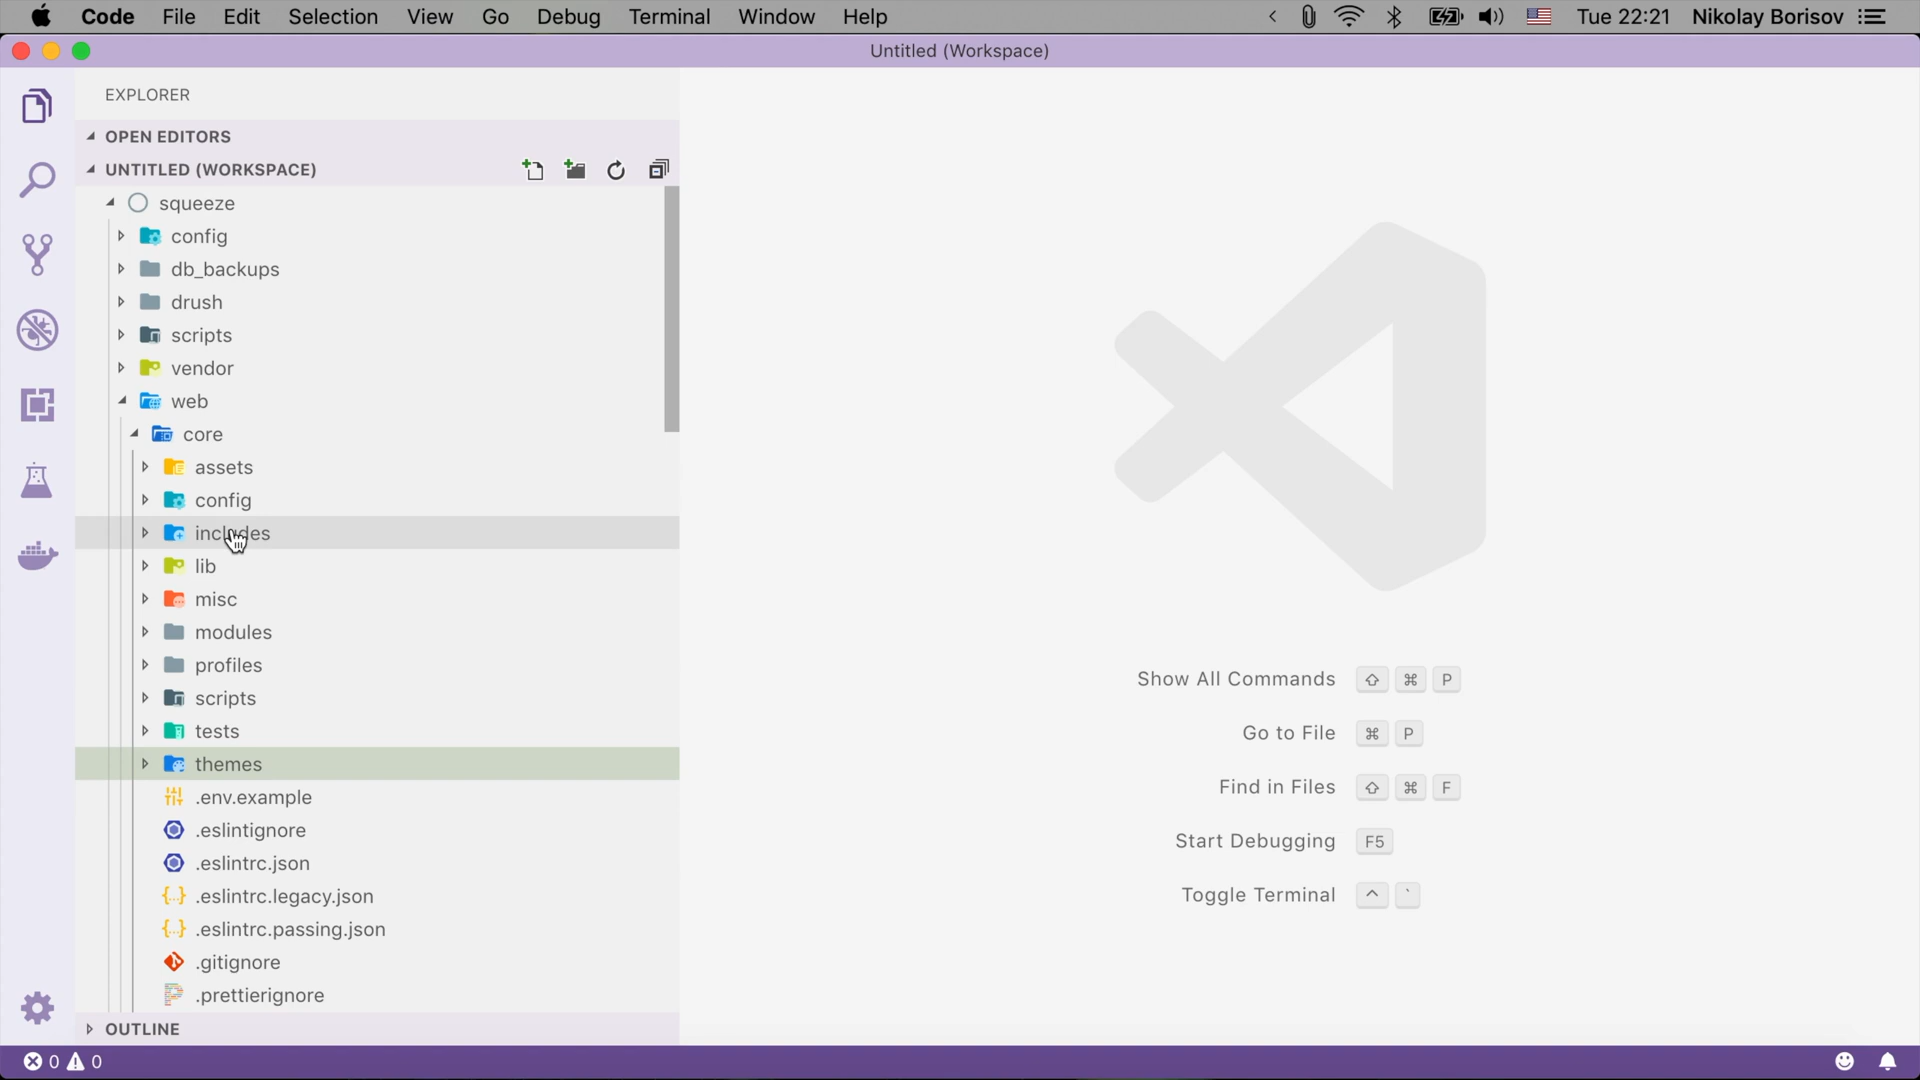 Code File Edit Selection View Go Debug Terminal Window Help Tue 22:21 Nikolay Borisov
Untitled (Workspace)
EXPLORER
OPEN EDITORS
UNTITLED (WORKSPACE)
squeeze
config
db_backups
drush
scripts
vendor
web
core
assets
config
includes
lib
misc
modules
profiles
scripts
tests
themes
.env.example
.eslintignore
.eslintrc.json
.eslintrc.legacy.json
.eslintrc.passing.json
.gitignore
.prettierignore
OUTLINE
Show All Commands ⇧ ⌘ P
Go to File ⌘ P
Find in Files ⇧ ⌘ F
Start Debugging F5
Toggle Terminal ^ `
0 0